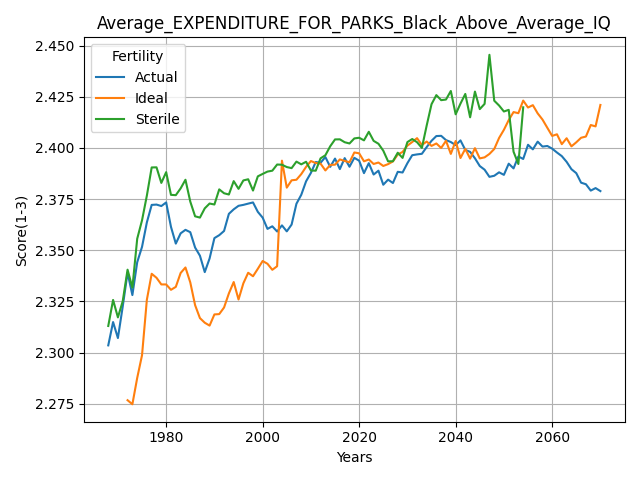 Average_EXPENDITURE_FOR_PARKS_Black_Above_Average_IQ
2.450
2.425
2.400
2.375
2.350
2.325
2.300
2.275
Score(1-3)
Fertility
Actual
Ideal
Sterile
1980
2000
2020
2040
2060
Years